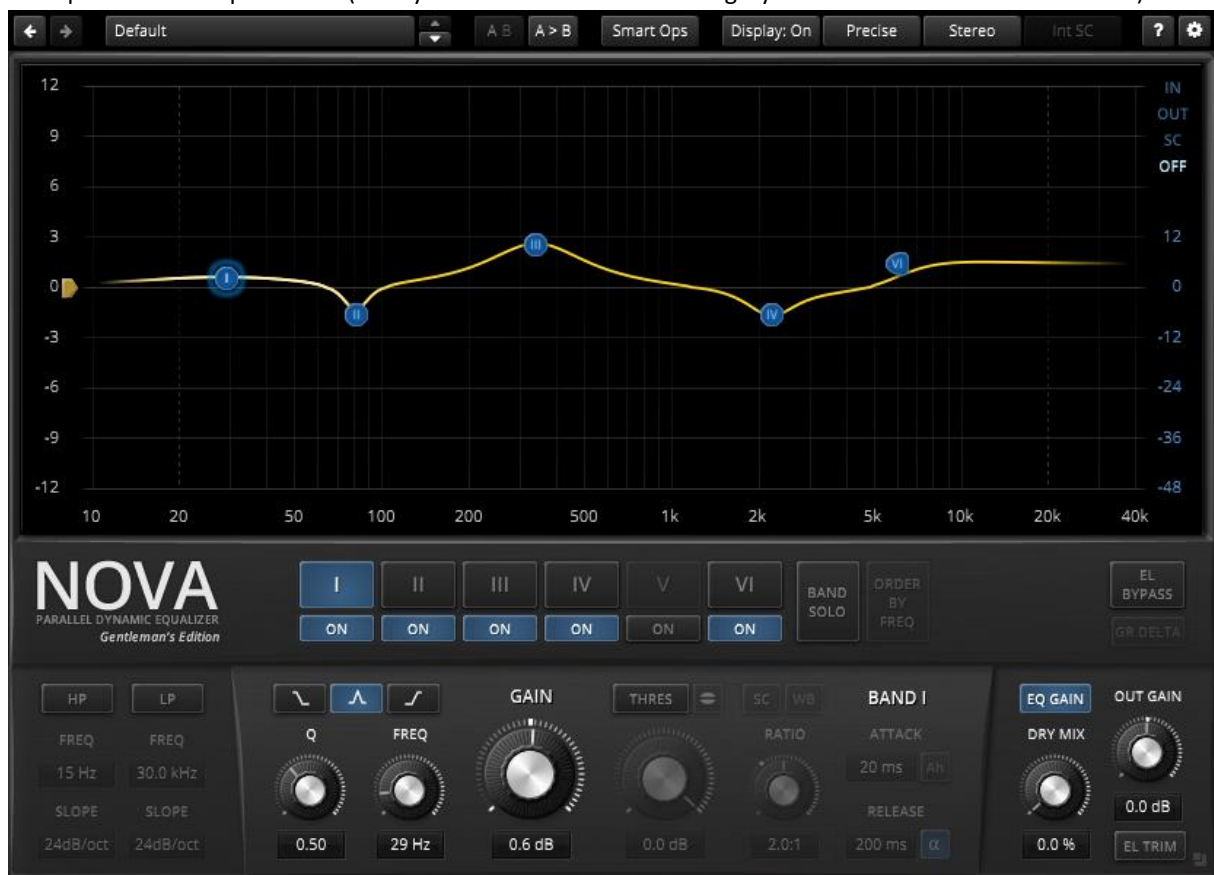 Default A B A > B Smart Ops Display: On Precise Stereo Int SC ?
12 IN
OUT
9 SC
OFF
6
3 12
0 0
-3 -12
-6 -24
-9 -36
-12 -48
I II III IV VI
10 20 50 100 200 500 1k 2k 5k 10k 20k 40k
NOVA
PARALLEL DYNAMIC EQUALIZER
Gentleman's Edition
I II III IV V VI
ON ON ON ON ON ON
BAND
SOLO
ORDER
BY
FREQ
EL
BYPASS
GR DELTA
HP LP
FREQ FREQ
15 Hz 30.0 kHz
SLOPE SLOPE
24dB/oct 24dB/oct
Q FREQ
0.50 29 Hz
GAIN
0.6 dB
THRES
0.0 dB
SC WB
RATIO
2.0:1
BAND I
ATTACK
20 ms Ah
RELEASE
200 ms α
EQ GAIN OUT GAIN
DRY MIX
0.0 dB
0.0 % EL TRIM